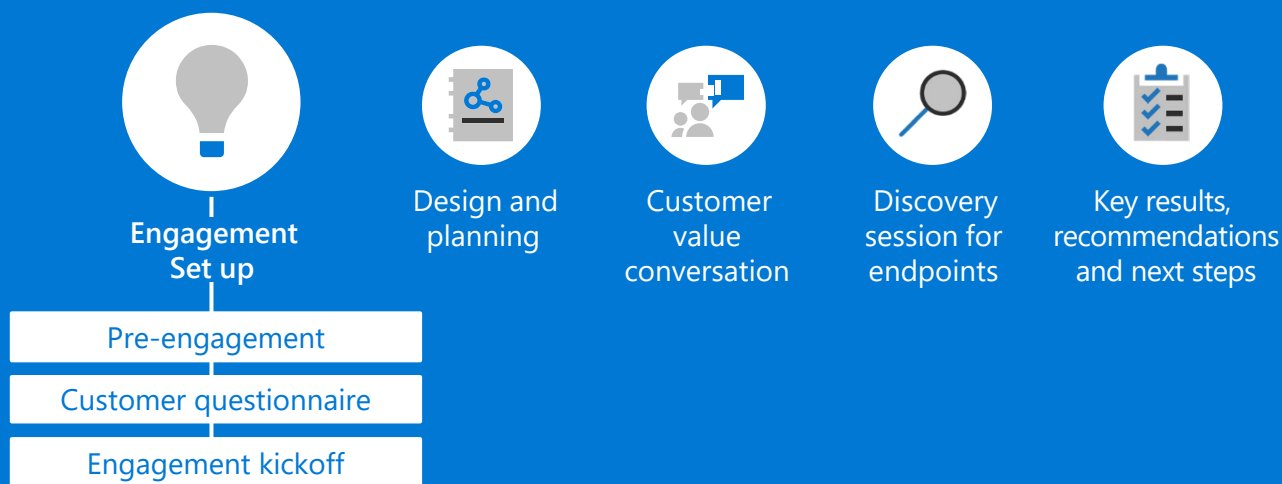 Engagement
Set up
Pre-engagement
Customer questionnaire
Engagement kickoff
Design and
planning
Customer
value
conversation
Discovery
session for
endpoints
Key results,
recommendations
and next steps